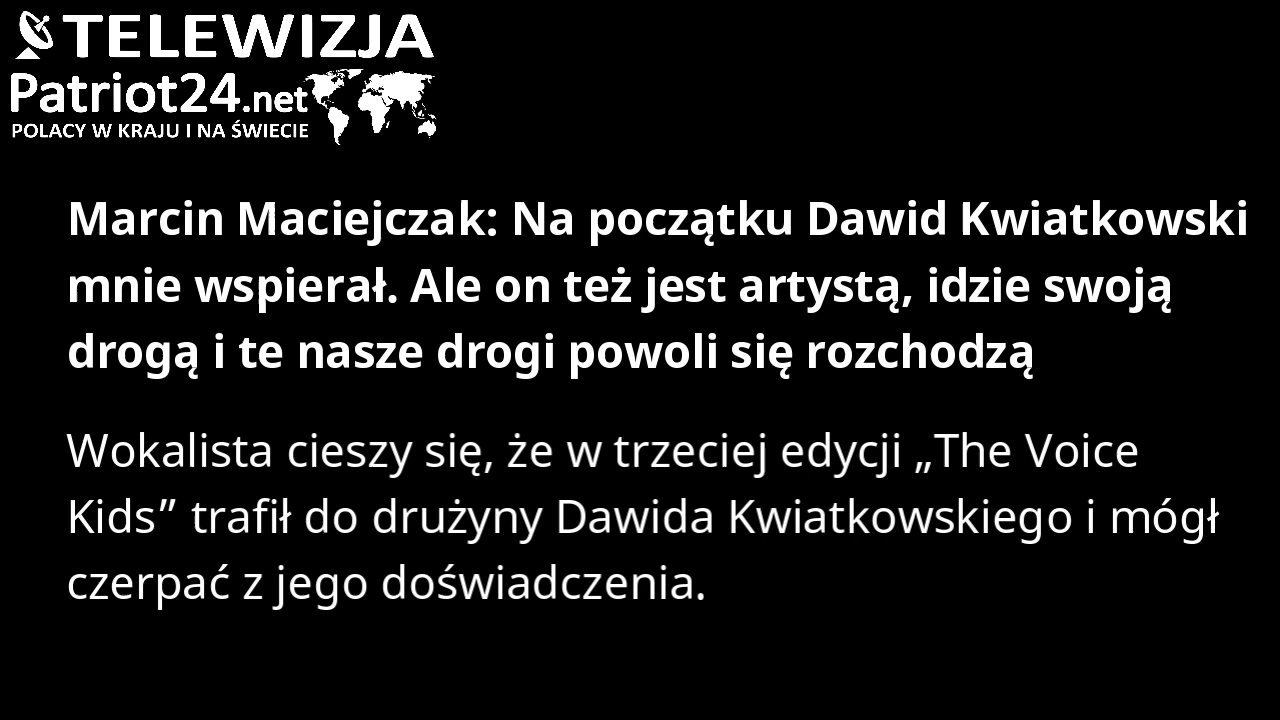 TELEWIZJA
Patriot24.net
POLACY W KRAJU I NA ŚWIECIE
Marcin Maciejczak: Na początku Dawid Kwiatkowski
mnie wspierał. Ale on też jest artystą, idzie swoją
drogą i te nasze drogi powoli się rozchodzą
Wokalista cieszy się, że w trzeciej edycji „The Voice
Kids” trafił do drużyny Dawida Kwiatkowskiego i mógł
czerpać z jego doświadczenia.